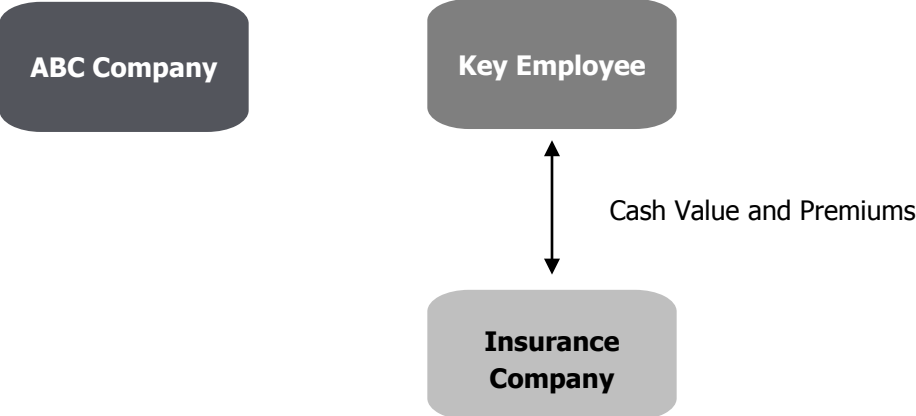 ABC Company
Key Employee
Cash Value and Premiums
Insurance
Company